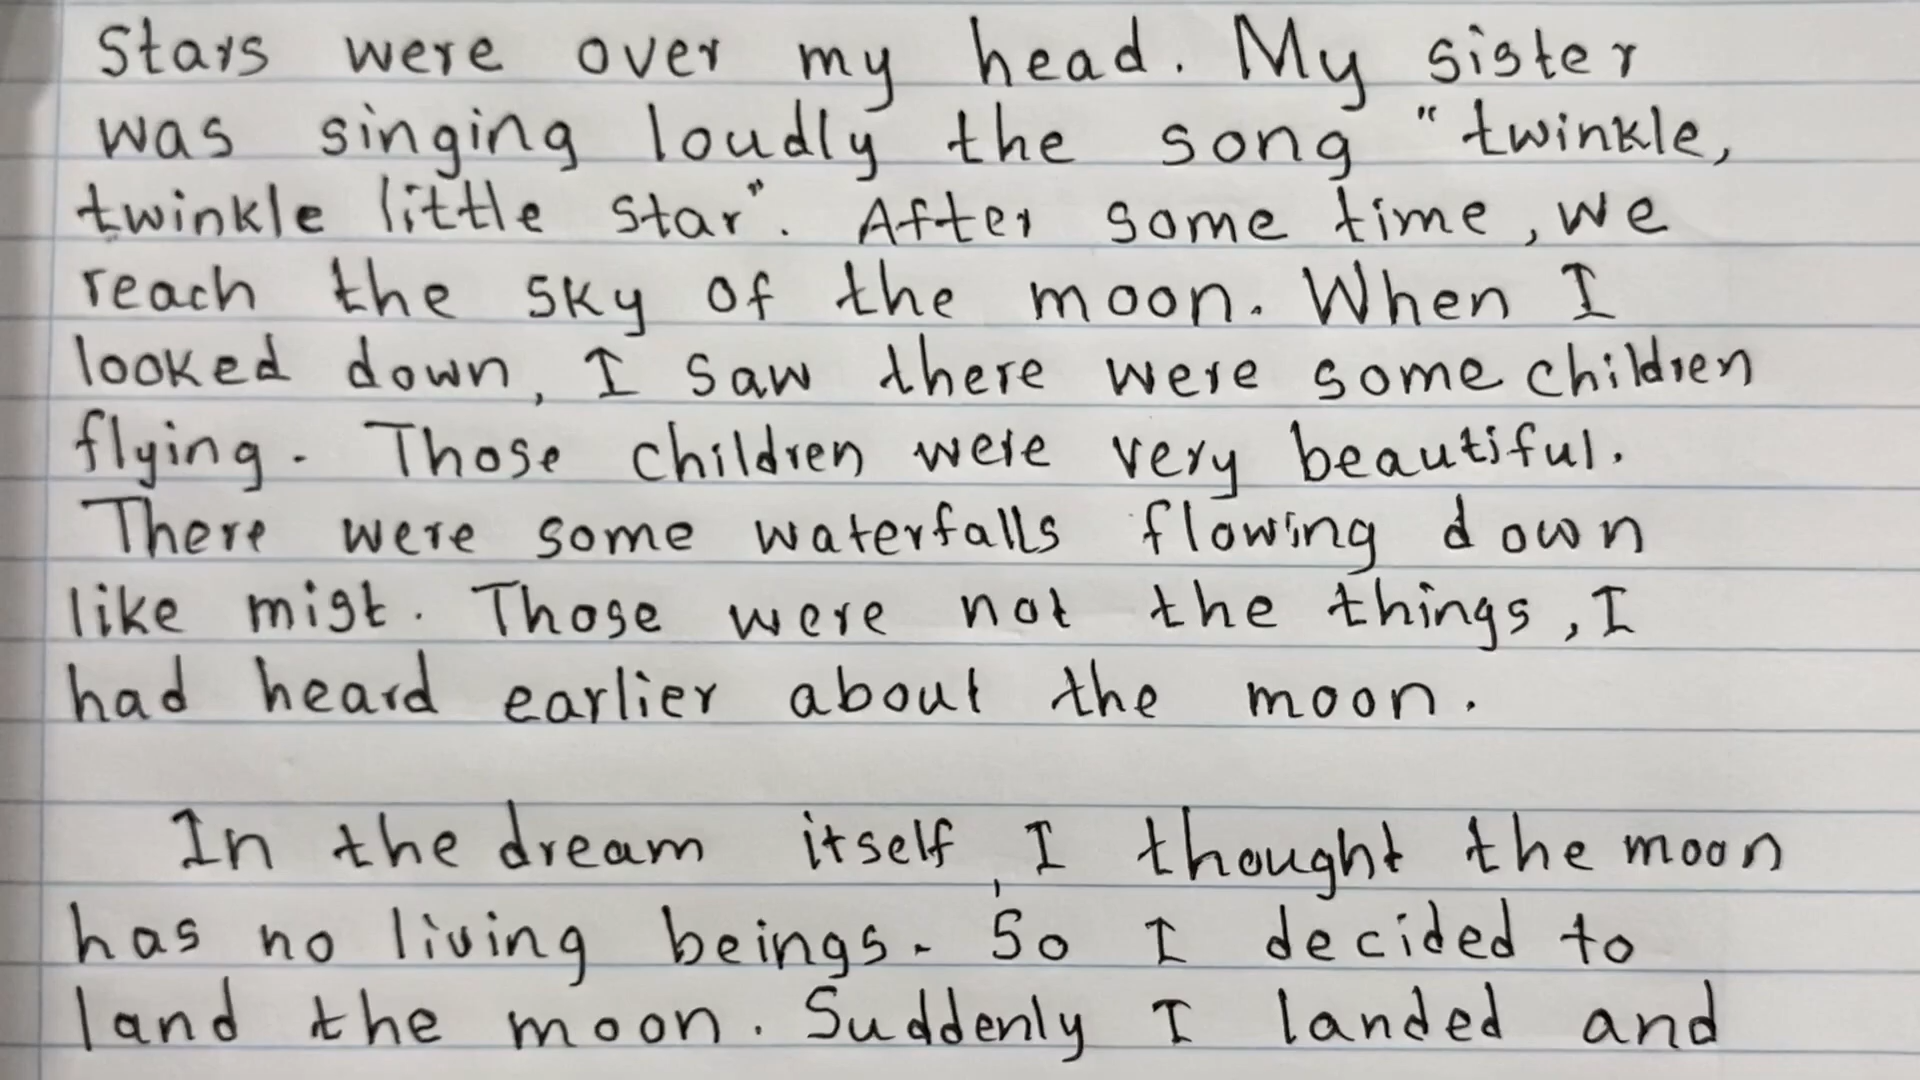 Stars were over my head. My sister
was singing loudly the song "twinkle,
twinkle little star". After some time, we
reach the sky of the moon. When I
looked down, I saw there were some children
flying. Those children were very beautiful.
There were some waterfalls flowing down
like mist. Those were not the things, I
had heard earlier about the moon.
In the dream itself, I thought the moon
has no living beings. So I decided to
land the moon. Suddenly I landed and